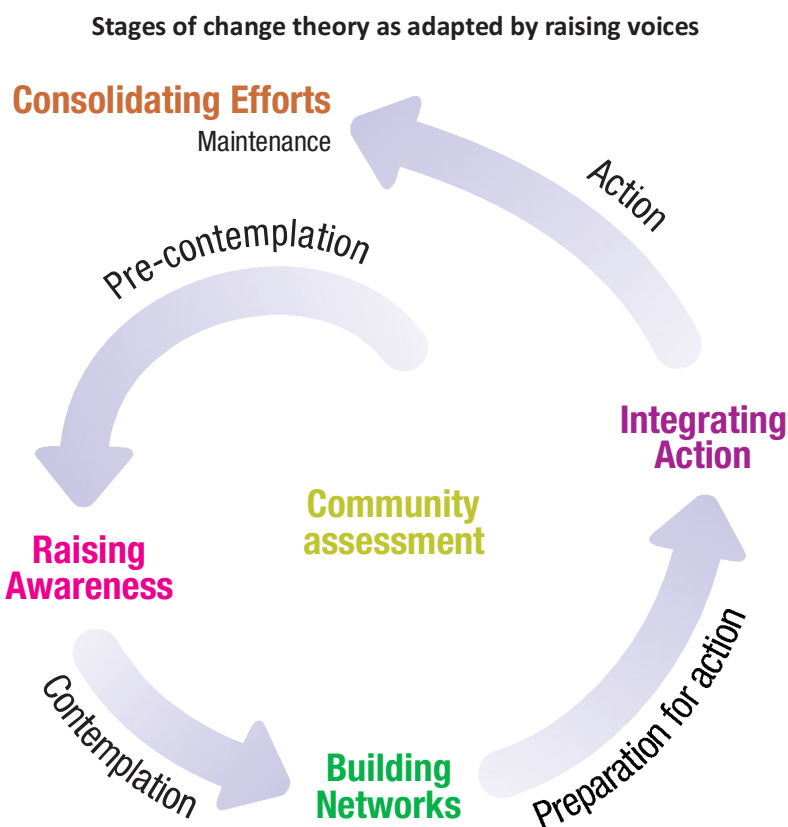 Stages of change theory as adapted by raising voices
Consolidating Efforts
Maintenance
Action
Pre-contemplation
Integrating
Action
Community
assessment
Raising
Awareness
Contemplation
Building
Networks
Preparation for action